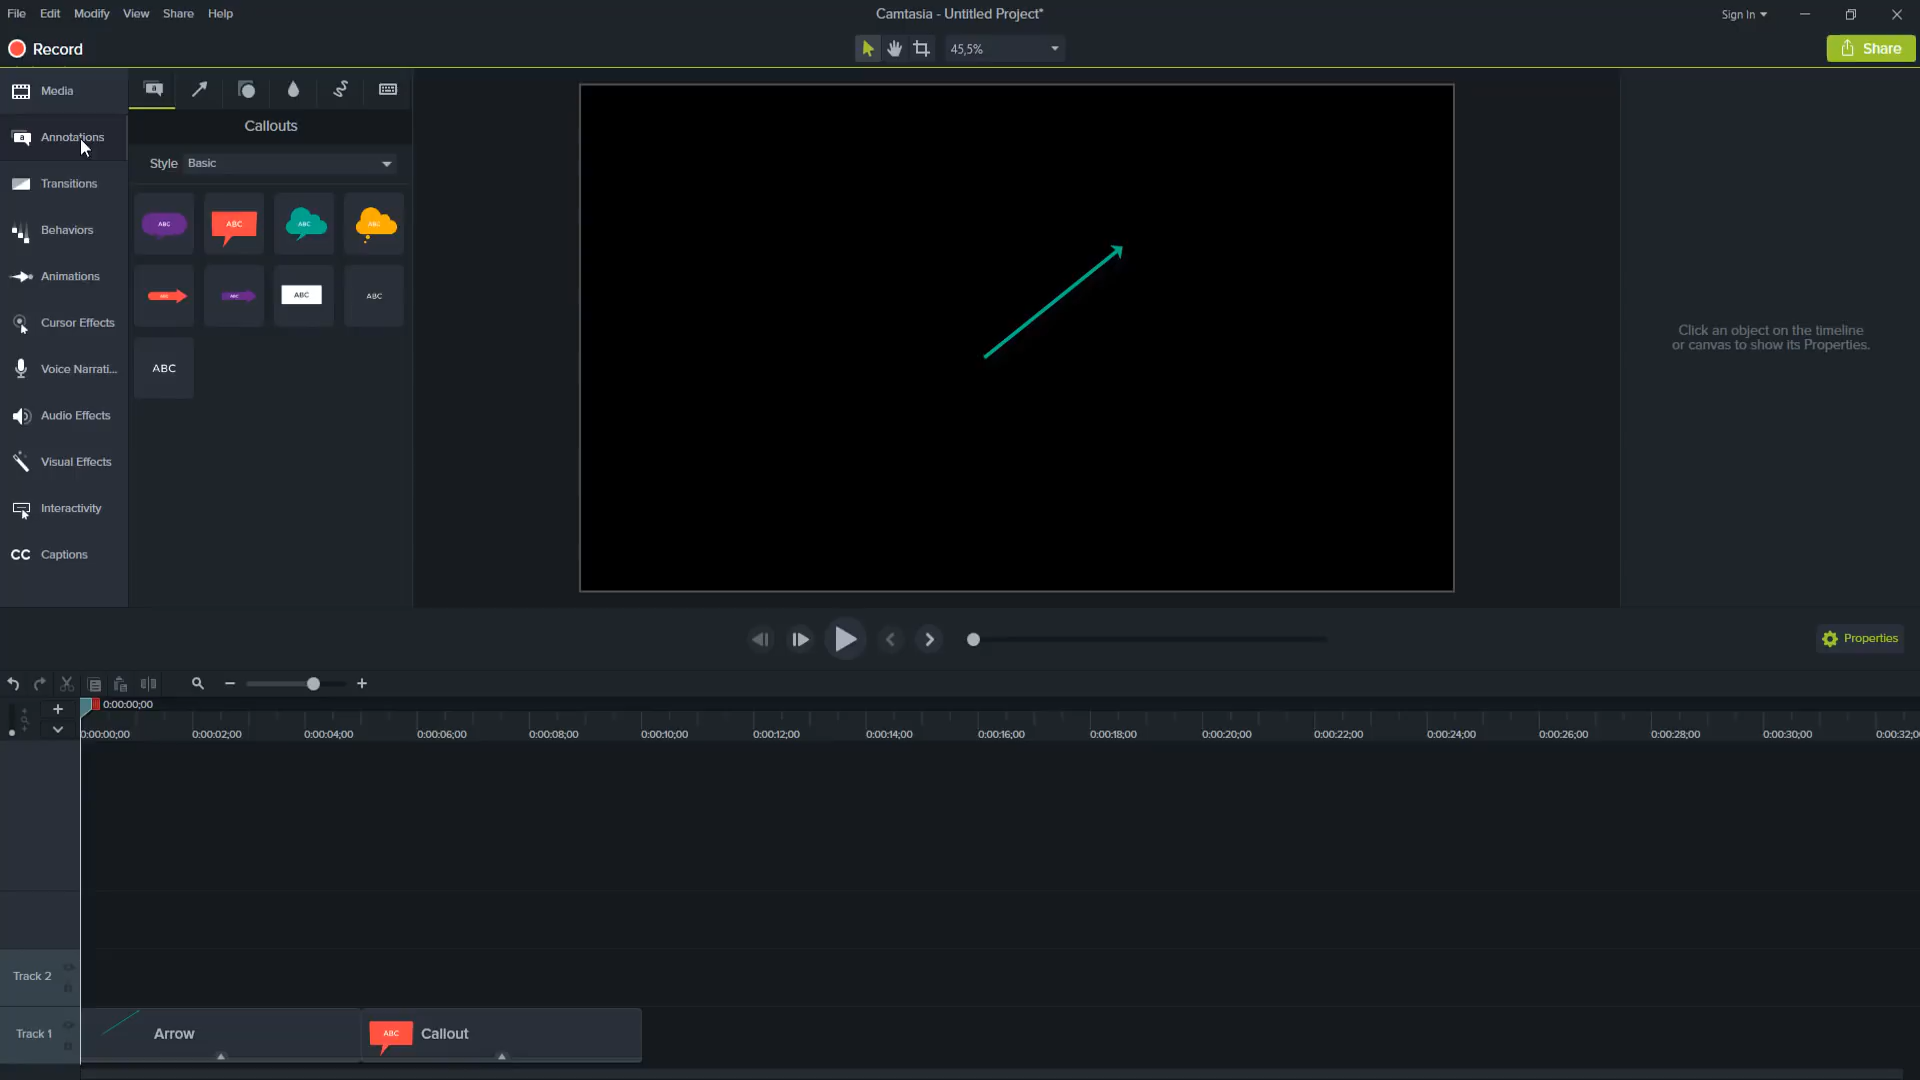 File Edit Modify View Share Help
Camtasia - Untitled Project*
Sign In
Record
45,5%
Share
Media
Annotations
Transitions
Behaviors
Animations
Cursor Effects
Voice Narrati...
Audio Effects
Visual Effects
Interactivity
CC Captions
a
a
Callouts
Style Basic
ABC ABC ABC ABC
ABC ABC ABC ABC
ABC
Click an object on the timeline
or canvas to show its Properties.
Properties
0:00:00;00
0:00:00;00 0:00:02;00 0:00:04;00 0:00:06;00 0:00:08;00 0:00:10;00 0:00:12;00 0:00:14;00 0:00:16;00 0:00:18;00 0:00:20;00 0:00:22;00 0:00:24;00 0:00:26;00 0:00:28;00 0:00:30;00 0:00:32;0
Track 2
Track 1
Arrow
ABC Callout